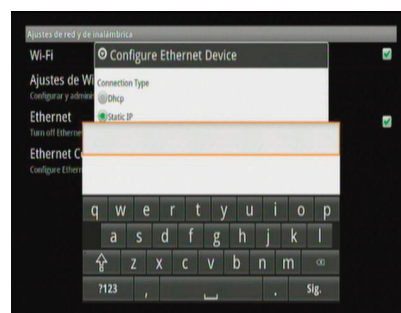 Ajustes de red y de inalámbrica
Wi-Fi
Configure Ethernet Device
Ajustes de Wi
Connection Type
Configurar y admini
Dhcp
Ethernet
Static IP
Turn off Etherne
Ethernet Co
Configure Ethern
q w e r t y u i o p
a s d f g h j k l
z x c v b n m
?123 , . Sig.